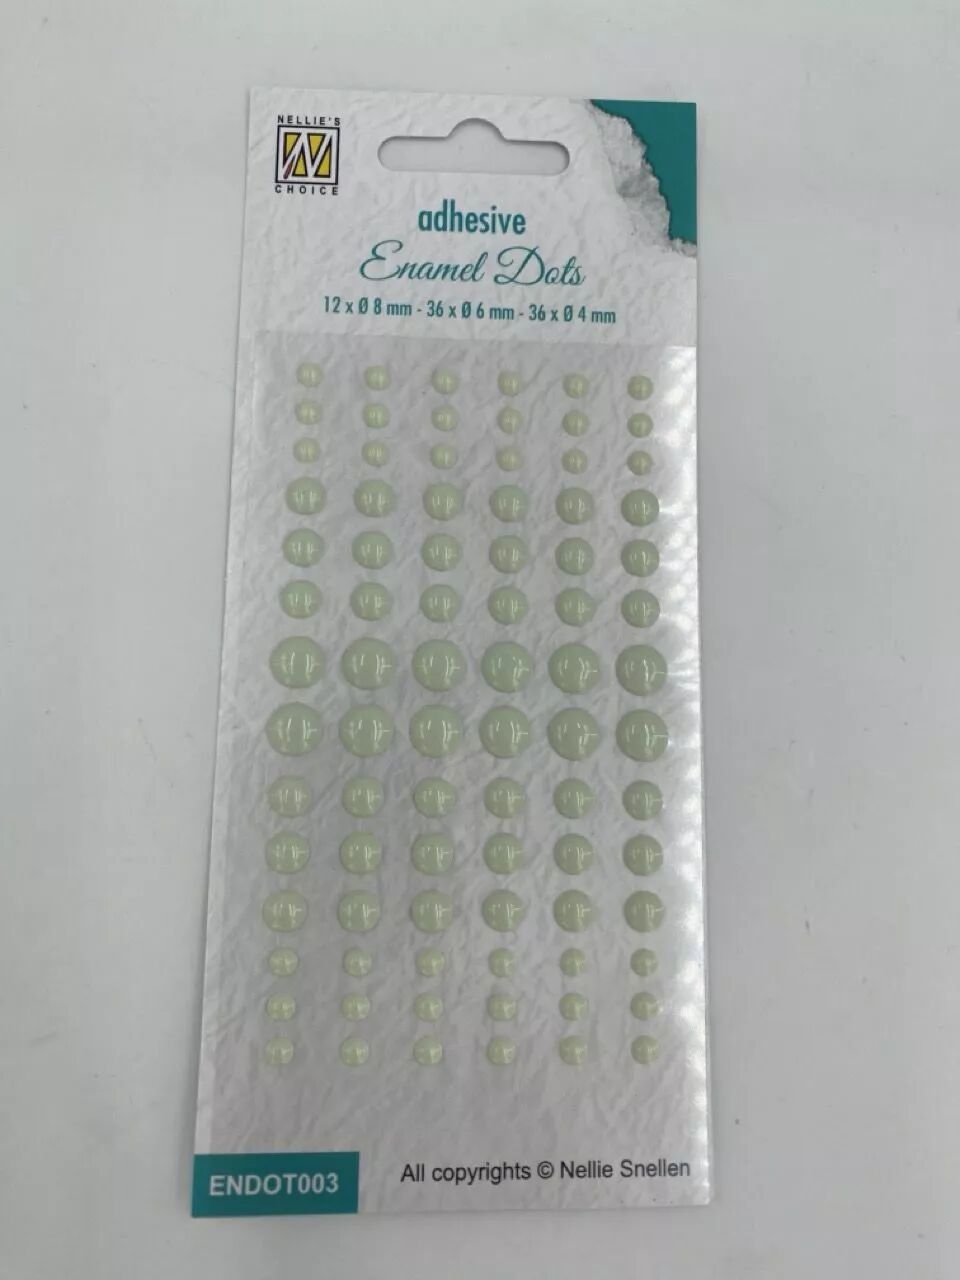 NELLIE'S
N
CHOICE
adhesive
Enamel Dots
12 x Ø 8 mm - 36 x Ø 6 mm - 36 x Ø 4 mm
ENDOT003
All copyrights © Nellie Snellen